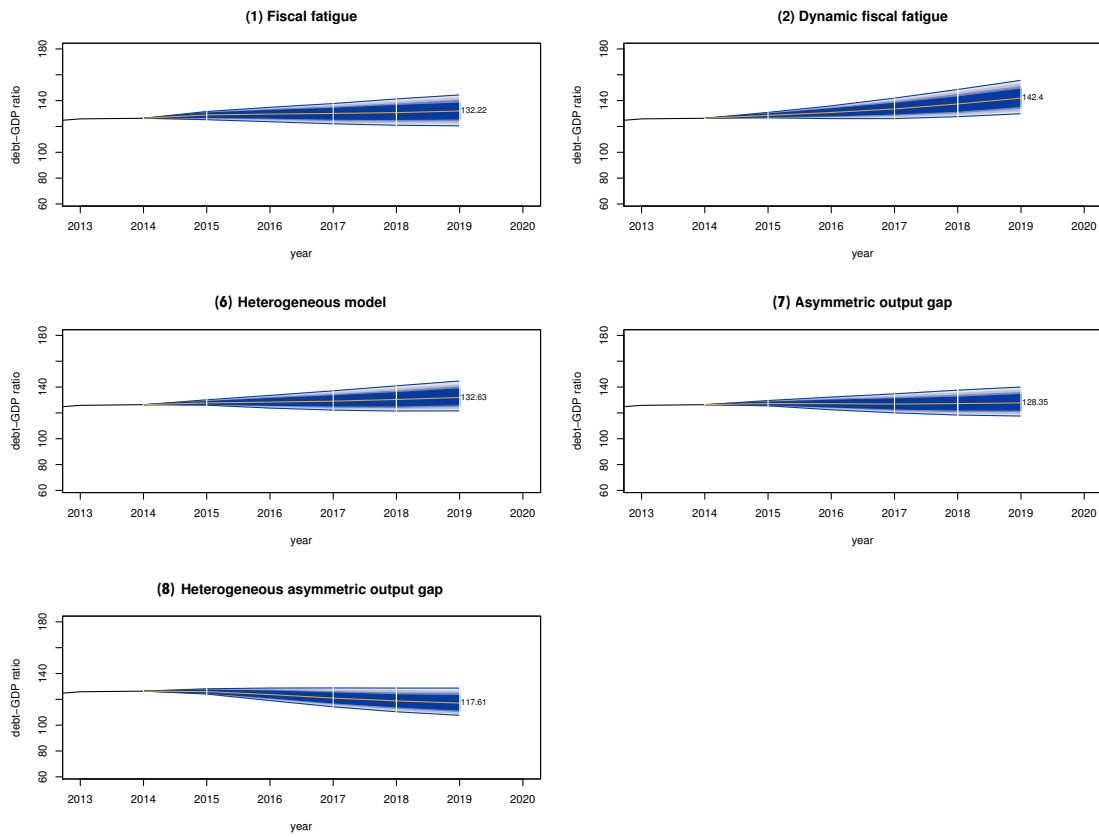 (1) Fiscal fatigue
debt−GDP ratio
60 80 100 140 180
132.22
2013 2014 2015 2016 2017 2018 2019 2020
year
(2) Dynamic fiscal fatigue
debt−GDP ratio
60 80 100 140 180
142.4
2013 2014 2015 2016 2017 2018 2019 2020
year
(6) Heterogeneous model
debt−GDP ratio
60 80 100 140 180
132.63
2013 2014 2015 2016 2017 2018 2019 2020
year
(7) Asymmetric output gap
debt−GDP ratio
60 80 100 140 180
128.35
2013 2014 2015 2016 2017 2018 2019 2020
year
(8) Heterogeneous asymmetric output gap
debt−GDP ratio
60 80 100 140 180
117.61
2013 2014 2015 2016 2017 2018 2019 2020
year